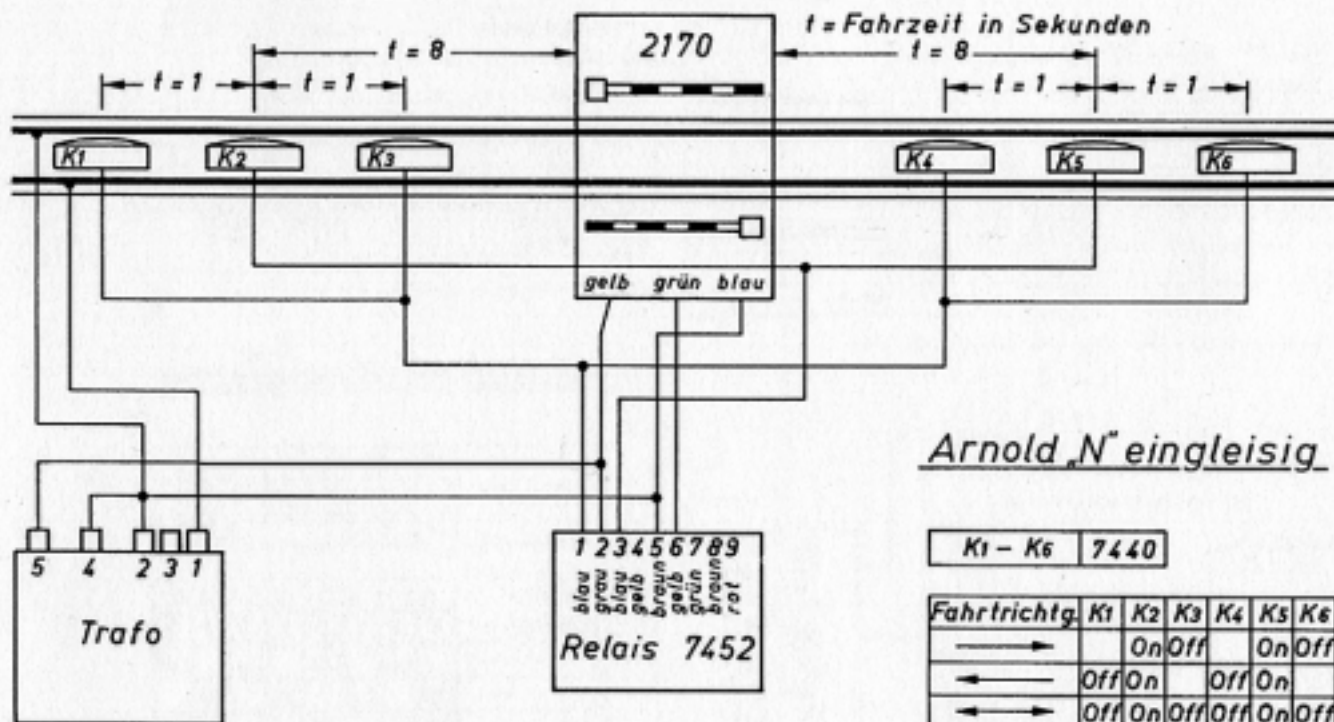 t = Fahrzeit in Sekunden
t = 8 2170 t = 8
t = 1 t = 1 t = 1 t = 1
K1 K2 K3 K4 K5 K6
gelb grün blau
Arnold „N" eingleisig
5 4 2 3 1
Trafo
1 2 3 4 5 6 7 8 9
blau grau blau gelb braun gelb grün braun rot
Relais 7452
K1 - K6 7440
Fahrtrichtg. K1 K2 K3 K4 K5 K6
→ On Off On Off
← Off On Off On
↔ Off On Off Off On Off